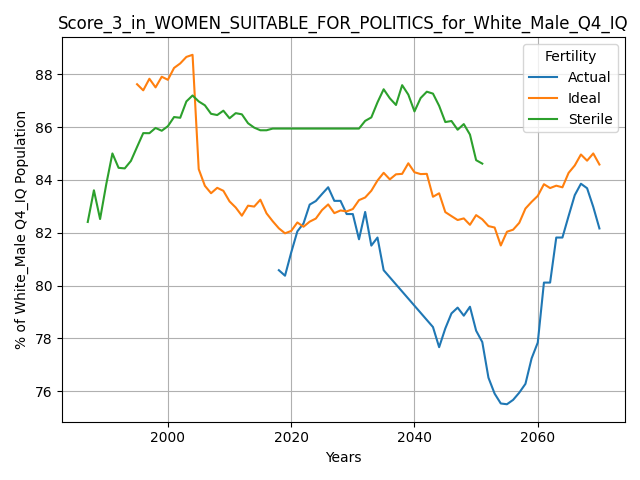 Score_3_in_WOMEN_SUITABLE_FOR_POLITICS_for_White_Male_Q4_IQ
Fertility
Actual
Ideal
Sterile
% of White_Male Q4_IQ Population
88
86
84
82
80
78
76
2000
2020
2040
2060
Years